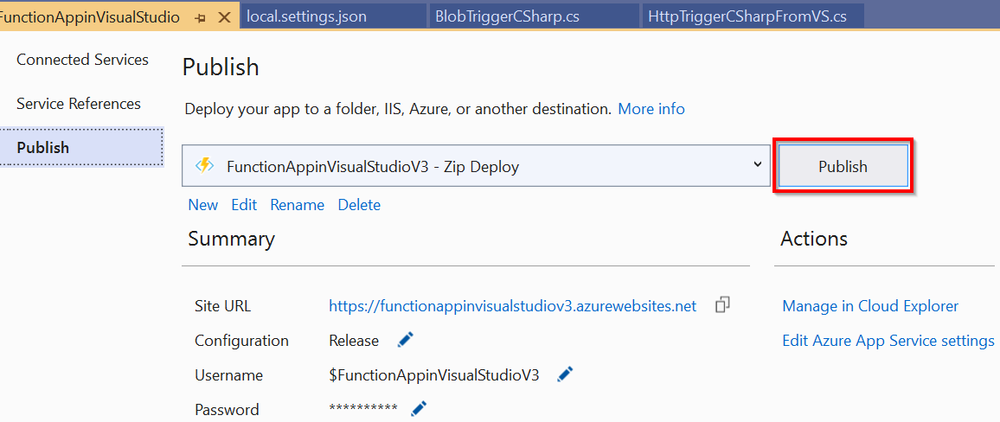 FunctionAppinVisualStudio local.settings.json BlobTriggerCSharp.cs HttpTriggerCSharpFromVS.cs
Connected Services
Service References
Publish
Publish
Deploy your app to a folder, IIS, Azure, or another destination. More info
FunctionAppinVisualStudioV3 - Zip Deploy
Publish
New Edit Rename Delete
Summary
Site URL https://functionappinvisualstudiov3.azurewebsites.net
Configuration Release
Username $FunctionAppinVisualStudioV3
Password **********
Actions
Manage in Cloud Explorer
Edit Azure App Service settings